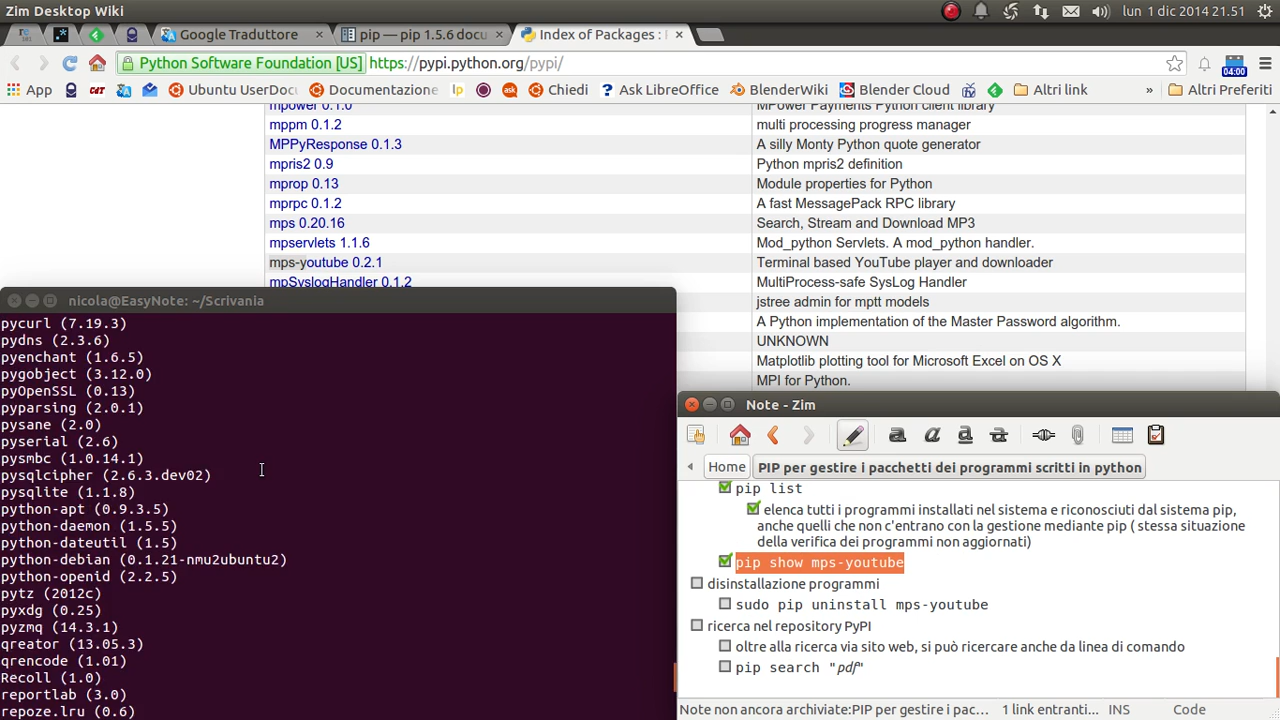 Zim Desktop Wiki
lun 1 dic 2014 21.51
Google Traduttore
pip — pip 1.5.6 docu
Index of Packages :
Python Software Foundation [US]
https://pypi.python.org/pypi/
04:00
App
CAT
Ubuntu UserDoc
Documentazione
lp
ask
Chiedi
Ask LibreOffice
BlenderWiki
Blender Cloud
Altri link
»
Altri Preferiti
mpower 0.1.0
MPower Payments Python client library
mppm 0.1.2
multi processing progress manager
MPPyResponse 0.1.3
A silly Monty Python quote generator
mpris2 0.9
Python mpris2 definition
mprop 0.13
Module properties for Python
mprpc 0.1.2
A fast MessagePack RPC library
mps 0.20.16
Search, Stream and Download MP3
mpservlets 1.1.6
Mod_python Servlets. A mod_python handler.
mps-youtube 0.2.1
Terminal based YouTube player and downloader
mpSyslogHandler 0.1.2
MultiProcess-safe SysLog Handler
jstree admin for mptt models
A Python implementation of the Master Password algorithm.
UNKNOWN
Matplotlib plotting tool for Microsoft Excel on OS X
MPI for Python.
nicola@EasyNote: ~/Scrivania
pycurl (7.19.3)
pydns (2.3.6)
pyenchant (1.6.5)
pygobject (3.12.0)
pyOpenSSL (0.13)
pyparsing (2.0.1)
pysane (2.0)
pyserial (2.6)
pysmbc (1.0.14.1)
pysqlcipher (2.6.3.dev02)
pysqlite (1.1.8)
python-apt (0.9.3.5)
python-daemon (1.5.5)
python-dateutil (1.5)
python-debian (0.1.21-nmu2ubuntu2)
python-openid (2.2.5)
pytz (2012c)
pyxdg (0.25)
pyzmq (14.3.1)
qreator (13.05.3)
qrencode (1.01)
Recoll (1.0)
reportlab (3.0)
repoze.lru (0.6)
Note - Zim
Home
PIP per gestire i pacchetti dei programmi scritti in python
pip list
elenca tutti i programmi installati nel sistema e riconosciuti dal sistema pip,
anche quelli che non c'entrano con la gestione mediante pip ( stessa situazione
della verifica dei programmi non aggiornati)
pip show mps-youtube
disinstallazione programmi
sudo pip uninstall mps-youtube
ricerca nel repository PyPI
oltre alla ricerca via sito web, si può ricercare anche da linea di comando
pip search "pdf"
Note non ancora archiviate:PIP per gestire i pac...
1 link entranti...
INS
Code